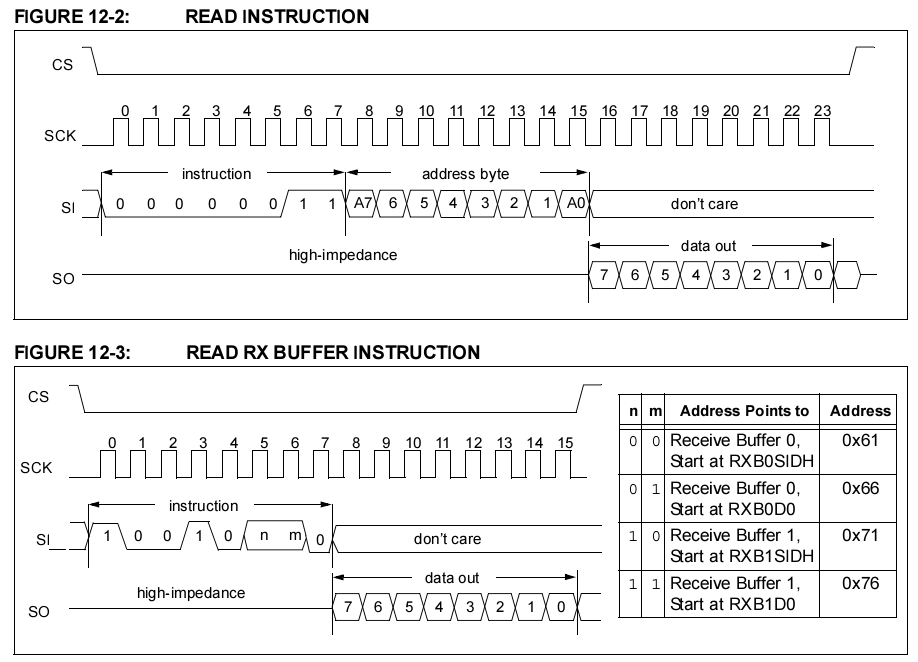 FIGURE 12-2: READ INSTRUCTION
CS
0 1 2 3 4 5 6 7 8 9 10 11 12 13 14 15 16 17 18 19 20 21 22 23
SCK
instruction address byte
SI 0 0 0 0 0 0 1 1 A7 6 5 4 3 2 1 A0 don't care
high-impedance data out
SO 7 6 5 4 3 2 1 0
FIGURE 12-3: READ RX BUFFER INSTRUCTION
CS
0 1 2 3 4 5 6 7 8 9 10 11 12 13 14 15
SCK
instruction
SI 1 0 0 1 0 n m 0 don't care
high-impedance data out
SO 7 6 5 4 3 2 1 0
n m Address Points to Address
0 0 Receive Buffer 0, 0x61
Start at RXB0SIDH
0 1 Receive Buffer 0, 0x66
Start at RXB0D0
1 0 Receive Buffer 1, 0x71
Start at RXB1SIDH
1 1 Receive Buffer 1, 0x76
Start at RXB1D0